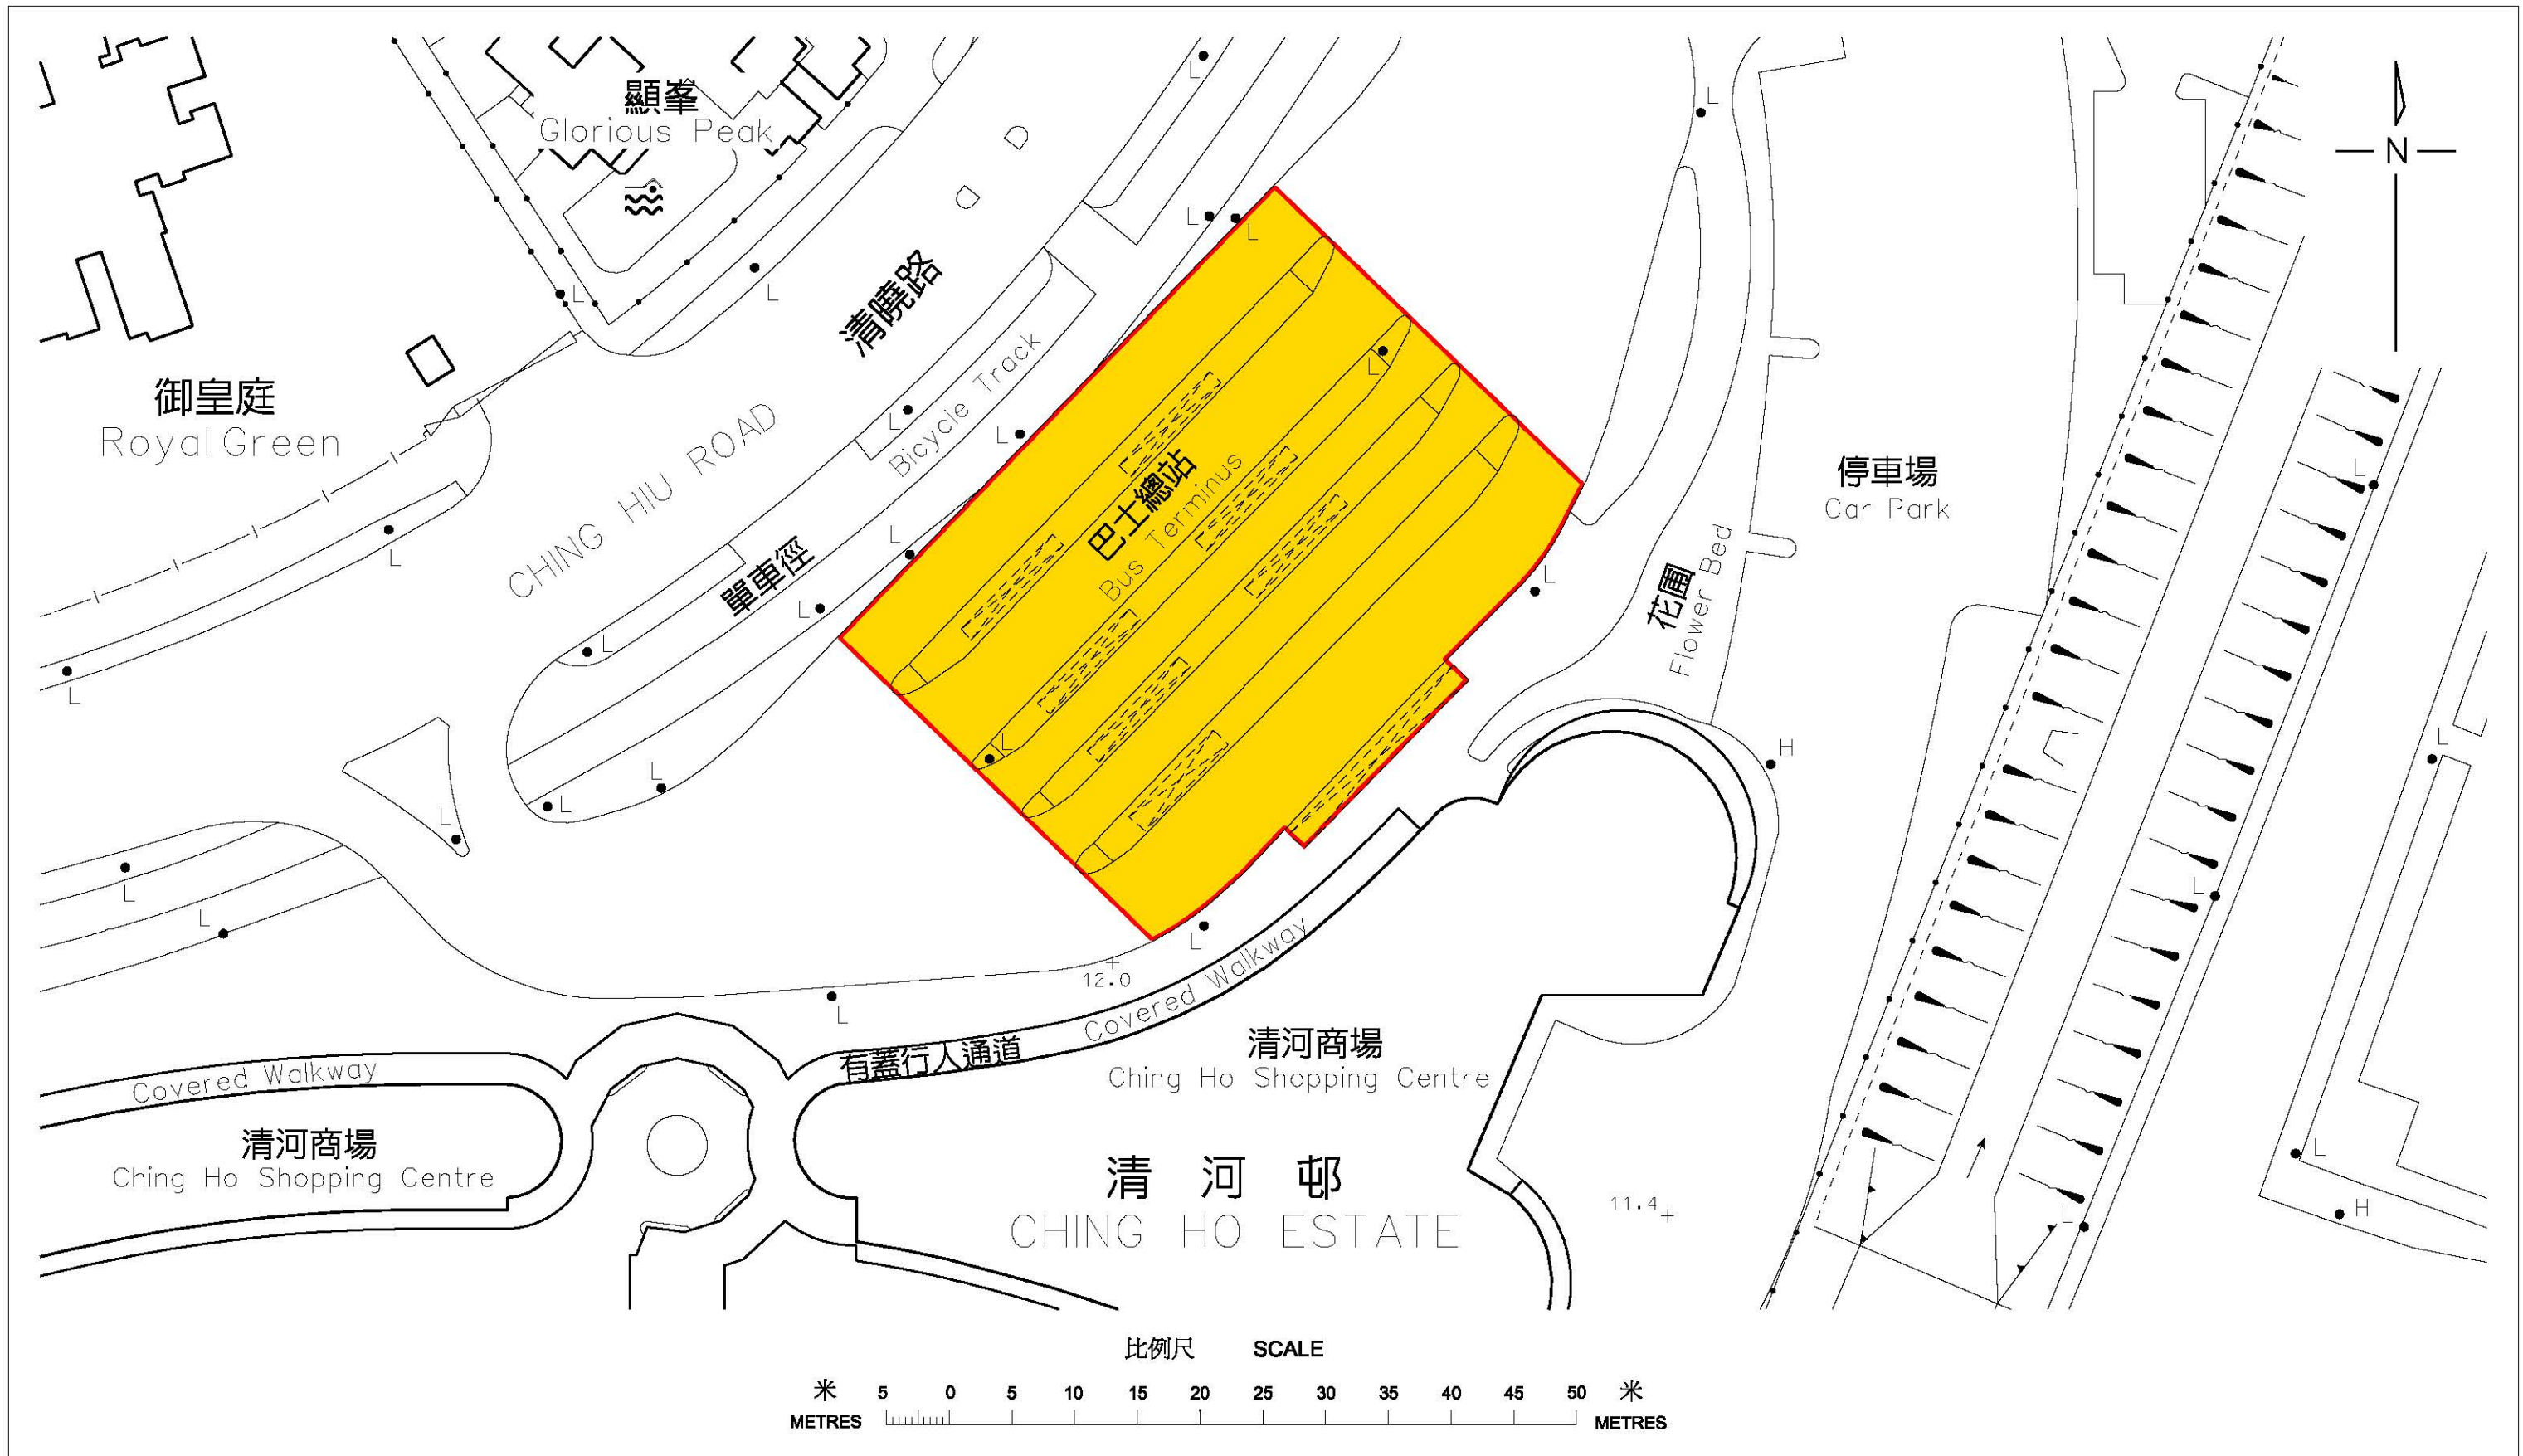 顯峯
Glorious Peak
L
L
N
L
L
L
清曉路
L
御皇庭
Royal Green
CHING HIU ROAD
L
Bicycle Track
L
巴士總站
Bus Terminus
L
停車場
Car Park
L
L
L
單車徑
L
L
花圃
Flower Bed
L
L
L
L
L
L
L
L
H
L
L
L
L
L
12.0
L
Covered Walkway
有蓋行人通道
清河商場
Ching Ho Shopping Centre
Covered Walkway
清河商場
Ching Ho Shopping Centre
清河邨
CHING HO ESTATE
11.4
L
L
H
比例尺 SCALE
米 5 0 5 10 15 20 25 30 35 40 45 50 米
METRES METRES